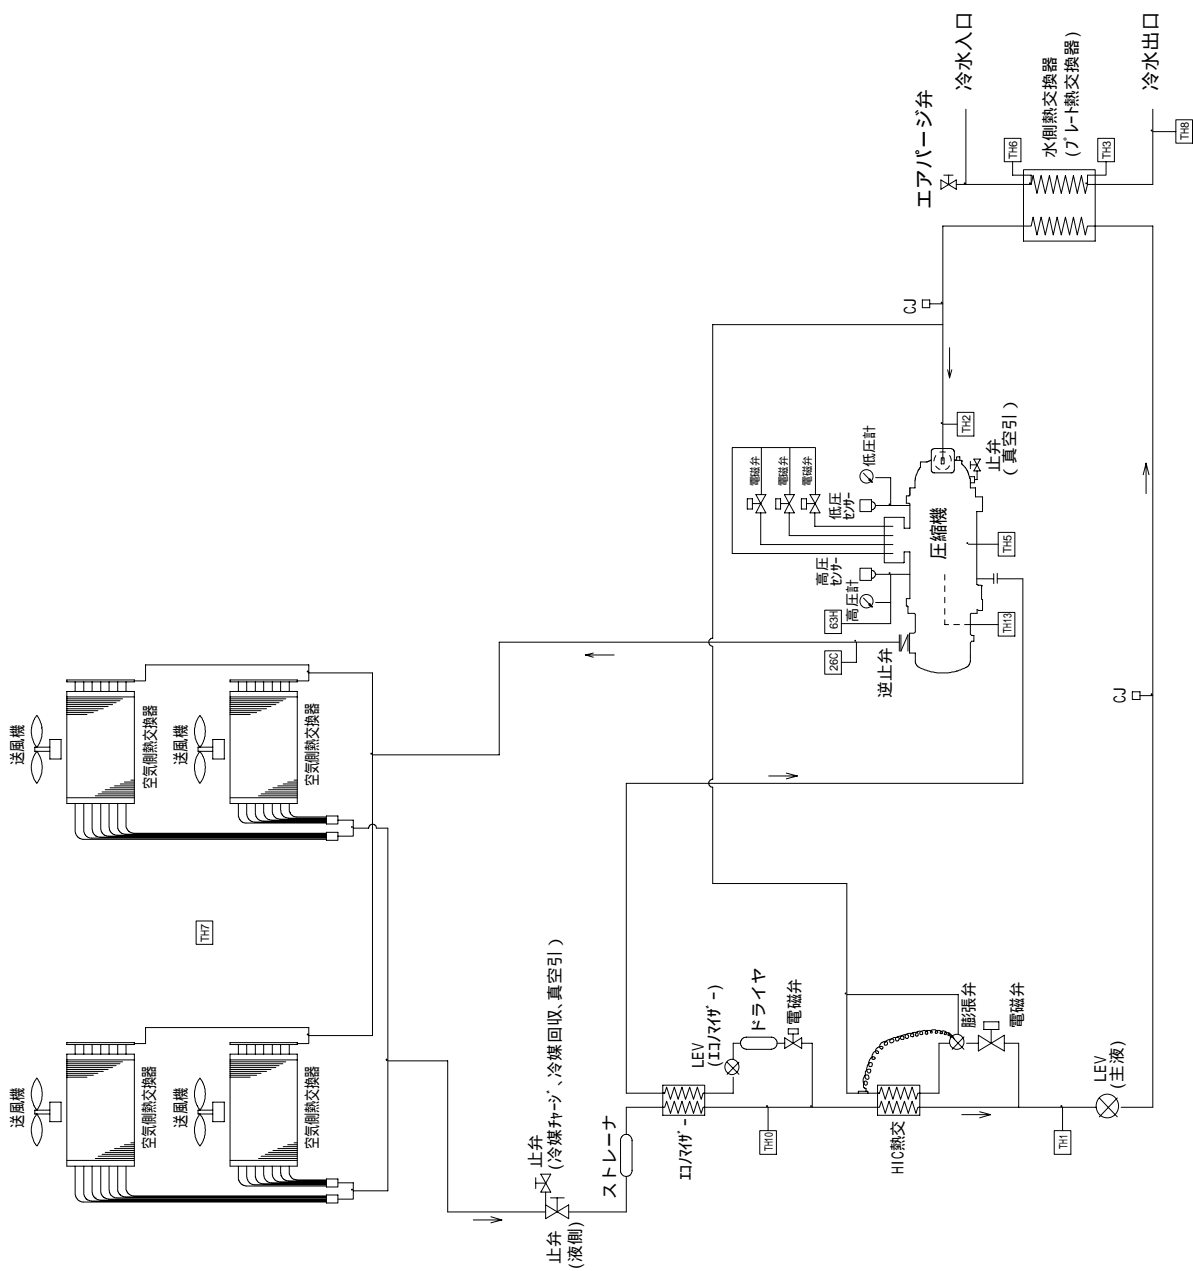 送風機
空気側熱交換器
送風機
空気側熱交換器
送風機
空気側熱交換器
送風機
空気側熱交換器
TH7
止弁
(液側)
止弁
(冷媒ﾁｬｰｼﾞ、冷媒回収、真空引)
ストレーナ
ｴｺﾉﾏｲｻﾞｰ
LEV
(ｴｺﾉﾏｲｻﾞｰ)
ドライヤ
電磁弁
TH10
HIC熱交
膨張弁
電磁弁
TH1
LEV
(主液)
逆止弁
26C
63H
高圧計
高圧
ｾﾝｻｰ
電磁弁
電磁弁
電磁弁
低圧
ｾﾝｻｰ
低圧計
圧縮機
TH13
TH5
TH2
止弁
(真空引)
CJ
CJ
エアパージ弁
冷水入口
水側熱交換器
(ﾌﾟﾚｰﾄ熱交換器)
TH6
TH3
冷水出口
TH8